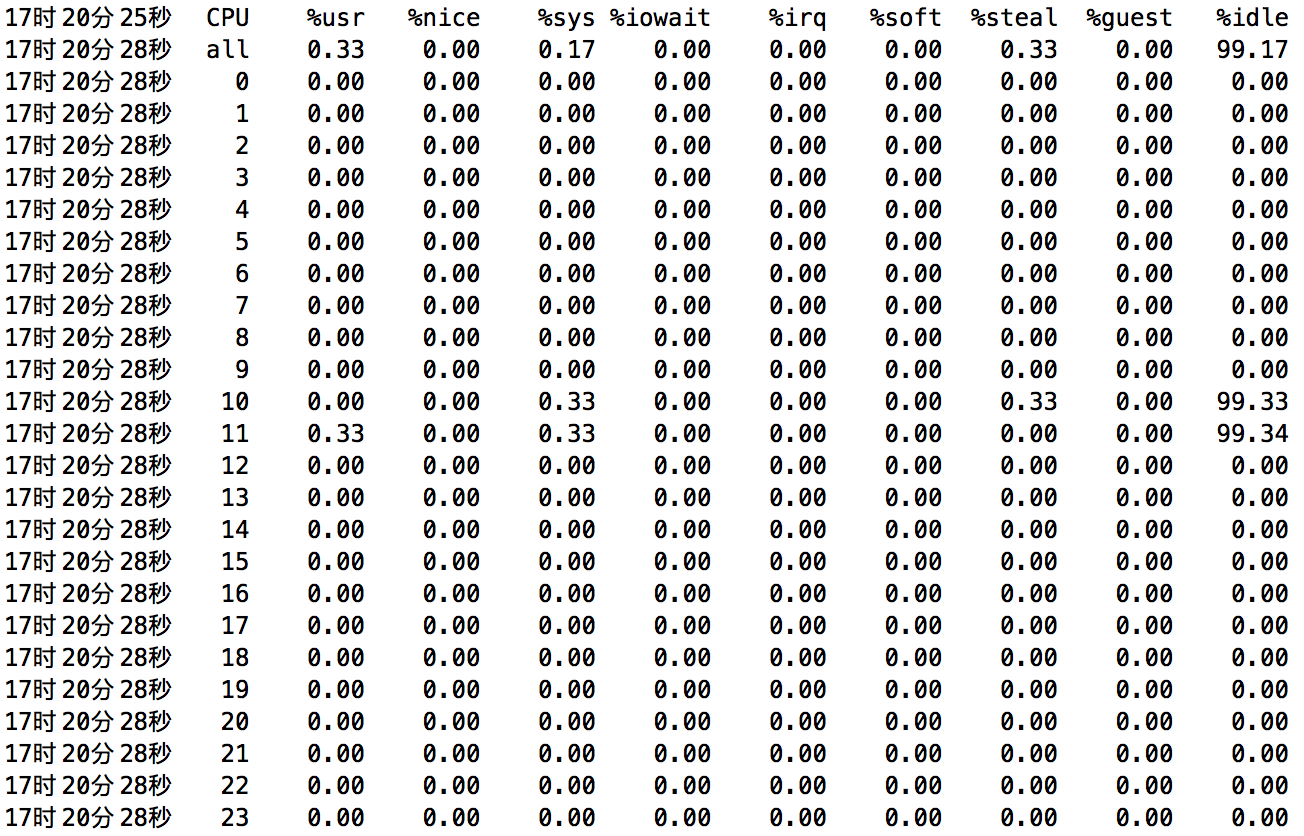 17时20分25秒 CPU %usr %nice %sys %iowait %irq %soft %steal %guest %idle
17时20分28秒 all 0.33 0.00 0.17 0.00 0.00 0.00 0.33 0.00 99.17
17时20分28秒 0 0.00 0.00 0.00 0.00 0.00 0.00 0.00 0.00 0.00
17时20分28秒 1 0.00 0.00 0.00 0.00 0.00 0.00 0.00 0.00 0.00
17时20分28秒 2 0.00 0.00 0.00 0.00 0.00 0.00 0.00 0.00 0.00
17时20分28秒 3 0.00 0.00 0.00 0.00 0.00 0.00 0.00 0.00 0.00
17时20分28秒 4 0.00 0.00 0.00 0.00 0.00 0.00 0.00 0.00 0.00
17时20分28秒 5 0.00 0.00 0.00 0.00 0.00 0.00 0.00 0.00 0.00
17时20分28秒 6 0.00 0.00 0.00 0.00 0.00 0.00 0.00 0.00 0.00
17时20分28秒 7 0.00 0.00 0.00 0.00 0.00 0.00 0.00 0.00 0.00
17时20分28秒 8 0.00 0.00 0.00 0.00 0.00 0.00 0.00 0.00 0.00
17时20分28秒 9 0.00 0.00 0.00 0.00 0.00 0.00 0.00 0.00 0.00
17时20分28秒 10 0.00 0.00 0.33 0.00 0.00 0.00 0.33 0.00 99.33
17时20分28秒 11 0.33 0.00 0.33 0.00 0.00 0.00 0.00 0.00 99.34
17时20分28秒 12 0.00 0.00 0.00 0.00 0.00 0.00 0.00 0.00 0.00
17时20分28秒 13 0.00 0.00 0.00 0.00 0.00 0.00 0.00 0.00 0.00
17时20分28秒 14 0.00 0.00 0.00 0.00 0.00 0.00 0.00 0.00 0.00
17时20分28秒 15 0.00 0.00 0.00 0.00 0.00 0.00 0.00 0.00 0.00
17时20分28秒 16 0.00 0.00 0.00 0.00 0.00 0.00 0.00 0.00 0.00
17时20分28秒 17 0.00 0.00 0.00 0.00 0.00 0.00 0.00 0.00 0.00
17时20分28秒 18 0.00 0.00 0.00 0.00 0.00 0.00 0.00 0.00 0.00
17时20分28秒 19 0.00 0.00 0.00 0.00 0.00 0.00 0.00 0.00 0.00
17时20分28秒 20 0.00 0.00 0.00 0.00 0.00 0.00 0.00 0.00 0.00
17时20分28秒 21 0.00 0.00 0.00 0.00 0.00 0.00 0.00 0.00 0.00
17时20分28秒 22 0.00 0.00 0.00 0.00 0.00 0.00 0.00 0.00 0.00
17时20分28秒 23 0.00 0.00 0.00 0.00 0.00 0.00 0.00 0.00 0.00